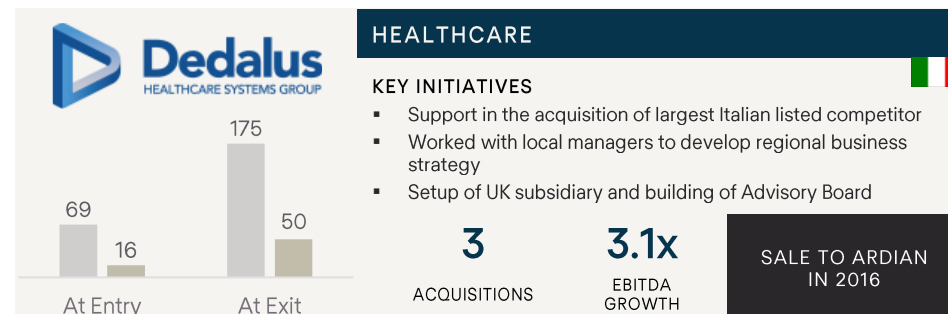 Dedalus
HEALTHCARE SYSTEMS GROUP
175
69
50
16
At Entry
At Exit
HEALTHCARE
KEY INITIATIVES
▪ Support in the acquisition of largest Italian listed competitor
▪ Worked with local managers to develop regional business
strategy
▪ Setup of UK subsidiary and building of Advisory Board
3
ACQUISITIONS
3.1x
EBITDA
GROWTH
SALE TO ARDIAN
IN 2016